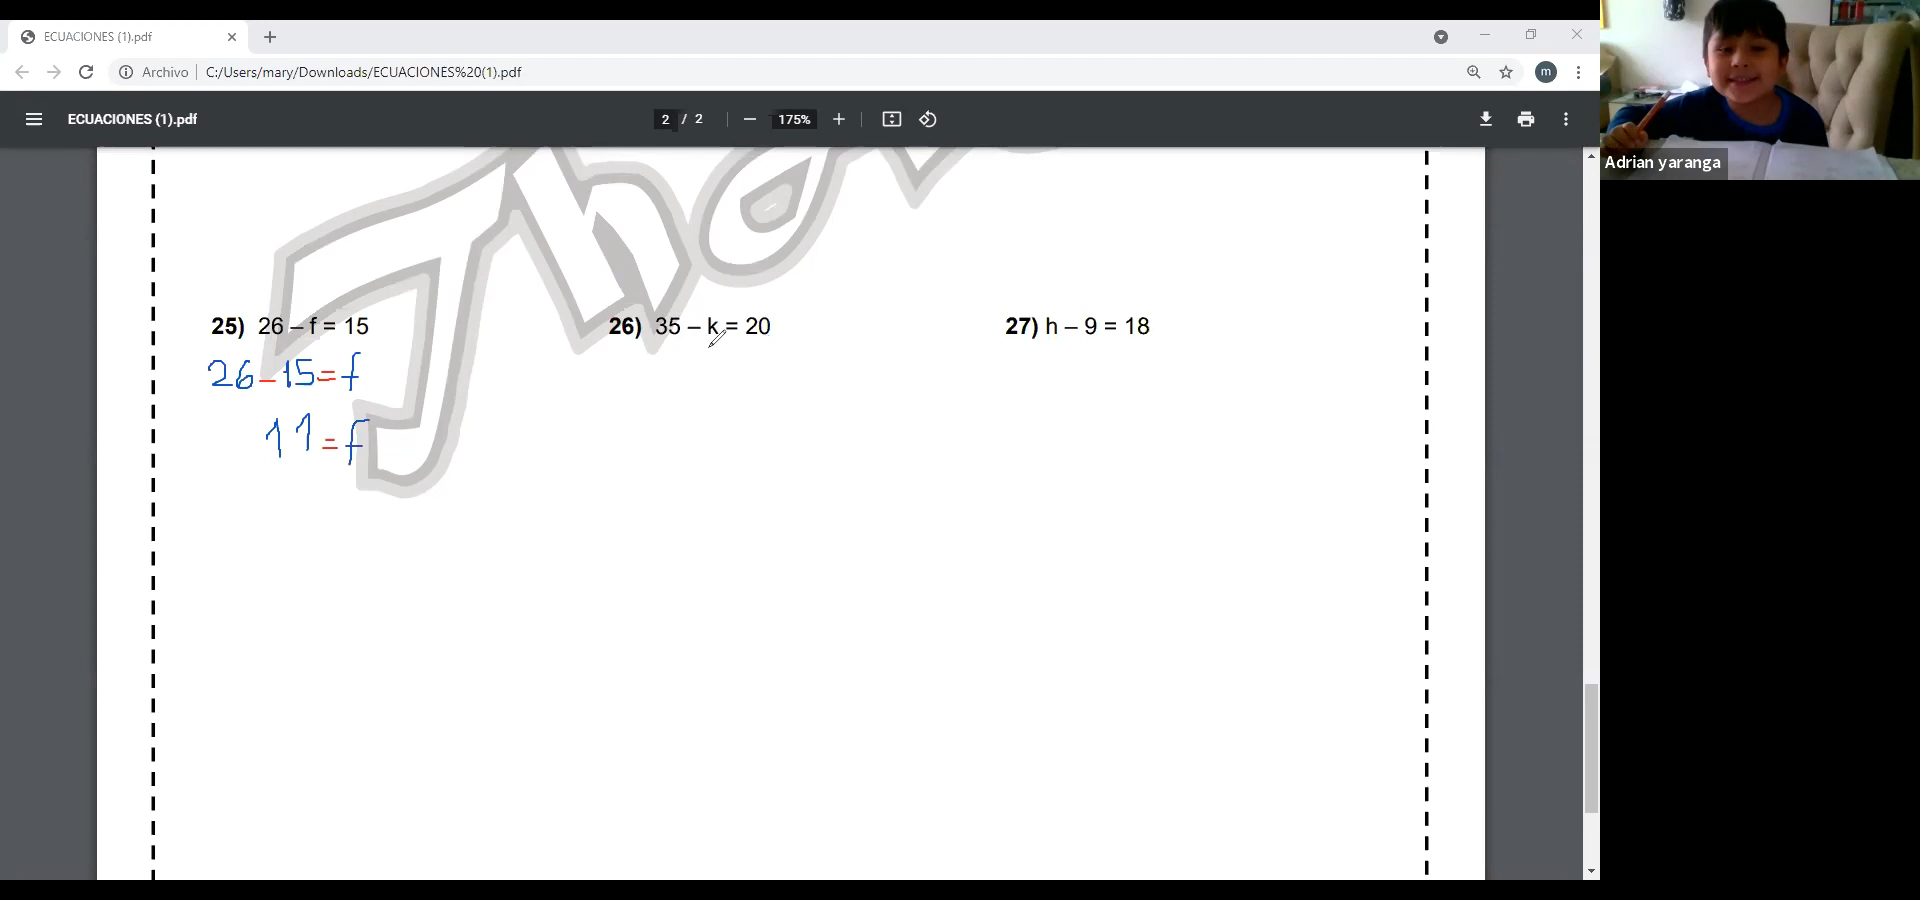 ECUACIONES (1).pdf
Archivo C:/Users/mary/Downloads/ECUACIONES%20(1).pdf
m
ECUACIONES (1).pdf 2 / 2 175%
Adrian yaranga
25) 26 – f = 15
26) 35 – k = 20
27) h – 9 = 18
26 – 15 = f
11 = f